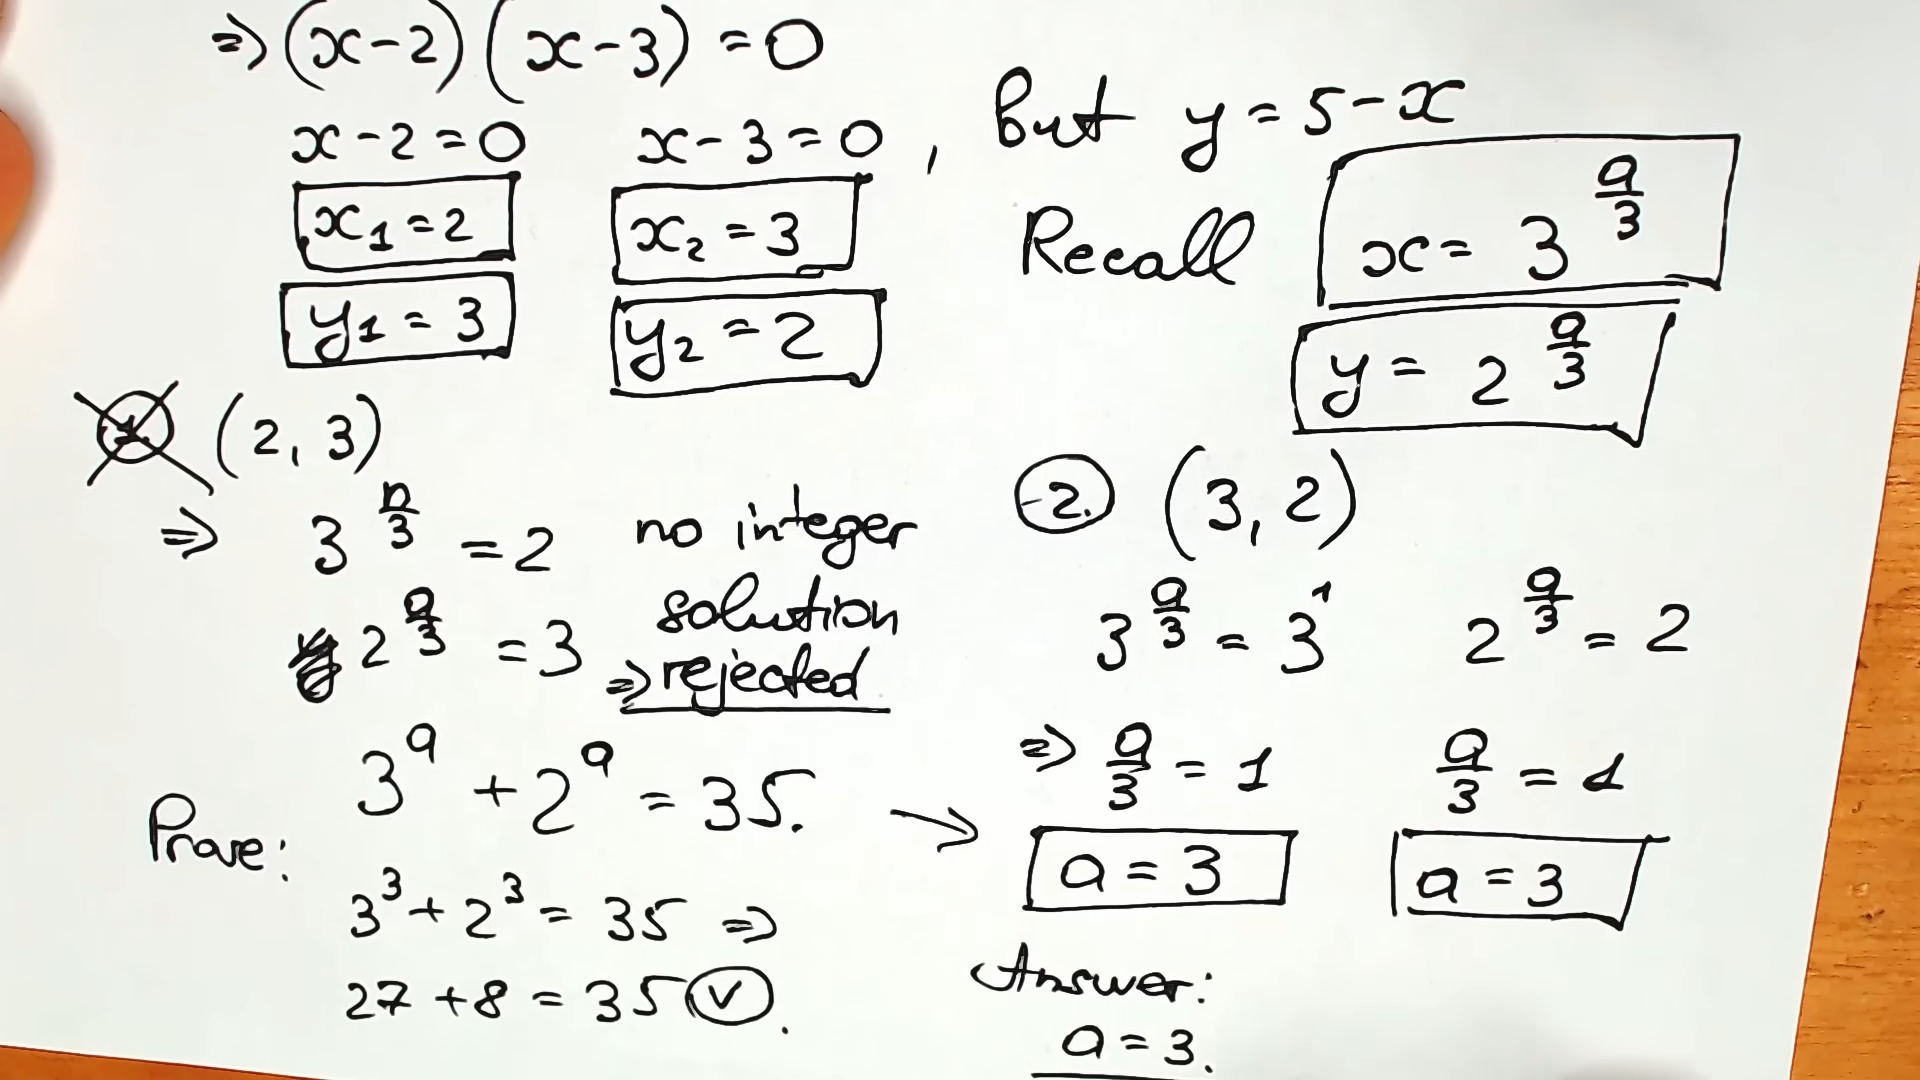 ⇒ (x-2)(x-3) = 0
x-2=0 x-3=0 , But y = 5-x
x₁=2 x₂=3 Recall x= 3^(a/3)
y₁ = 3 y₂ = 2 y = 2^(a/3)
1 (2,3)
⇒ 3^(n/3) = 2 no integer
2^(a/3) = 3 solution
⇒ rejected
3^a + 2^a = 35.
Prove:
3³ + 2³ = 35 ⇒
27 + 8 = 35 (v).
2. (3,2)
3^(a/3) = 3^1 2^(a/3) = 2
⇒ a/3 = 1 a/3 = 1
→ a = 3 a = 3
Answer:
a = 3.